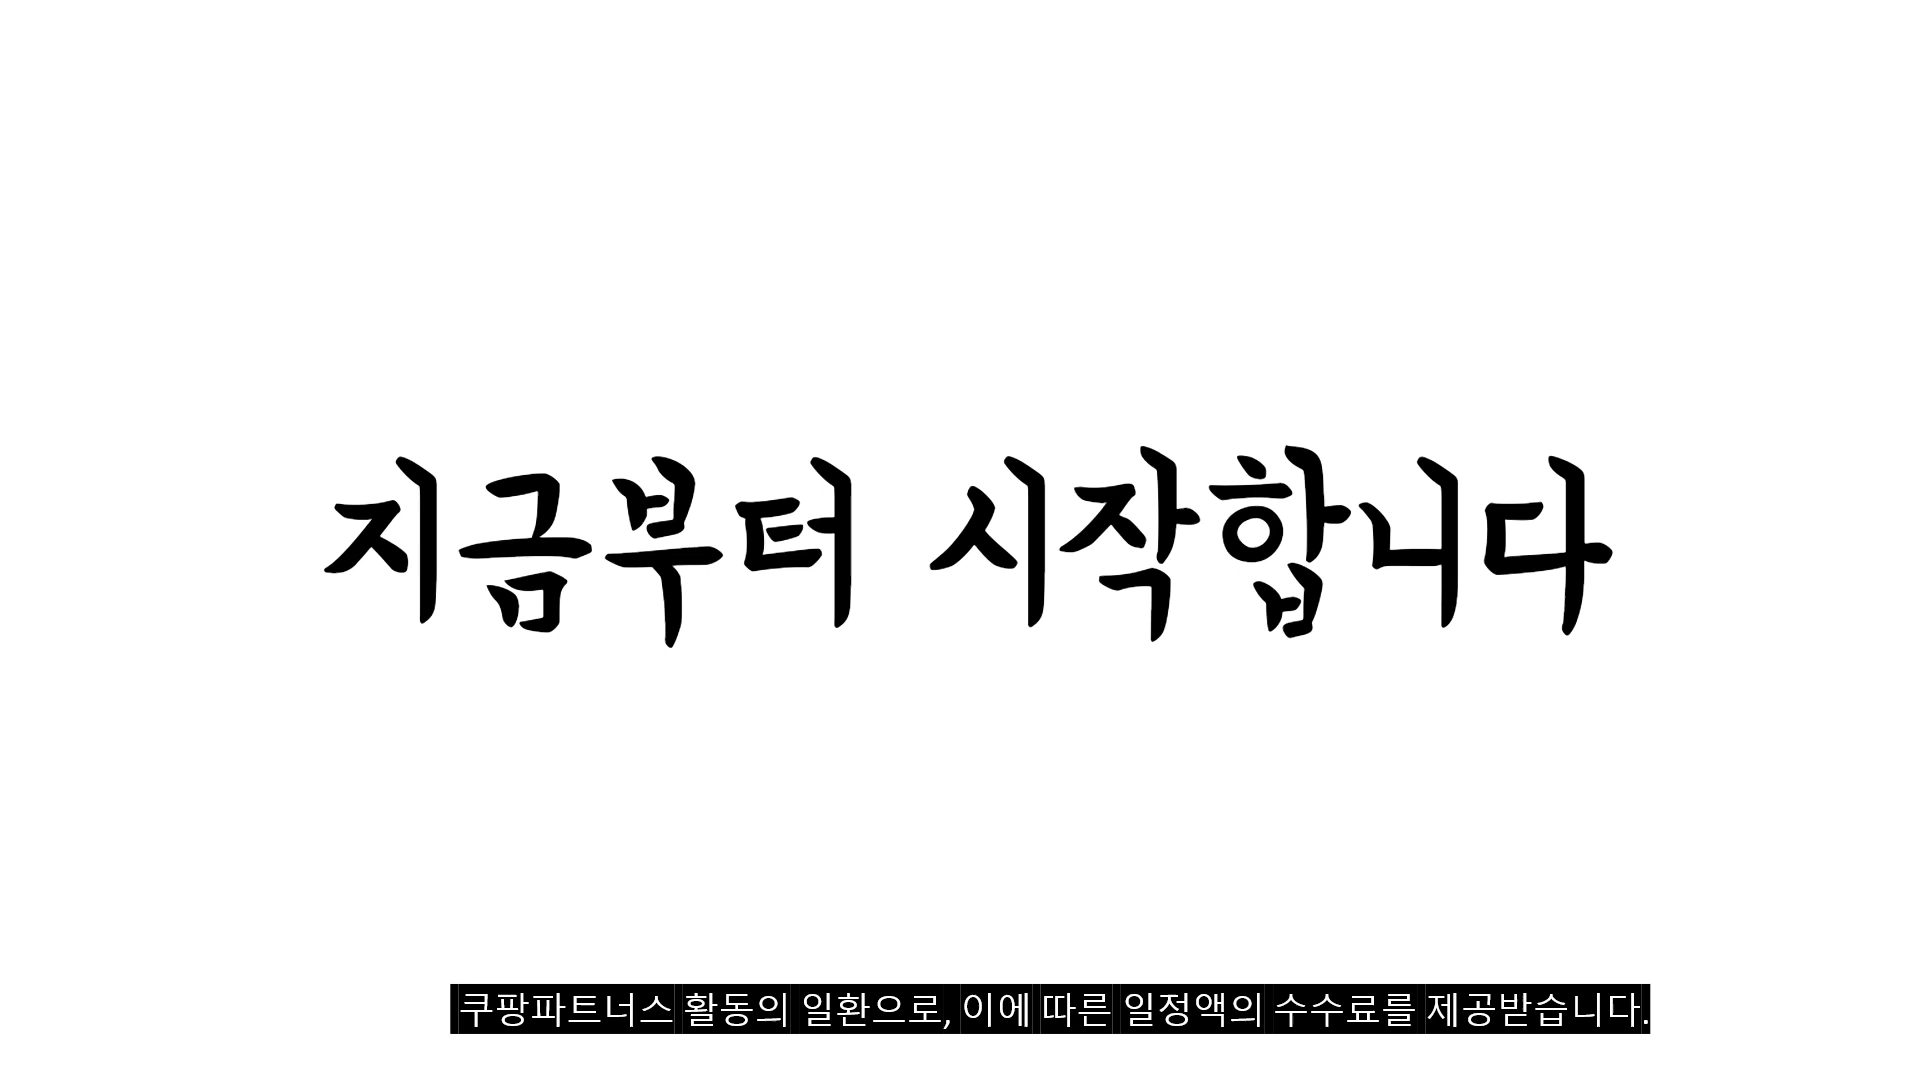 지금부터 시작합니다
쿠팡파트너스 활동의 일환으로, 이에 따른 일정액의 수수료를 제공받습니다.